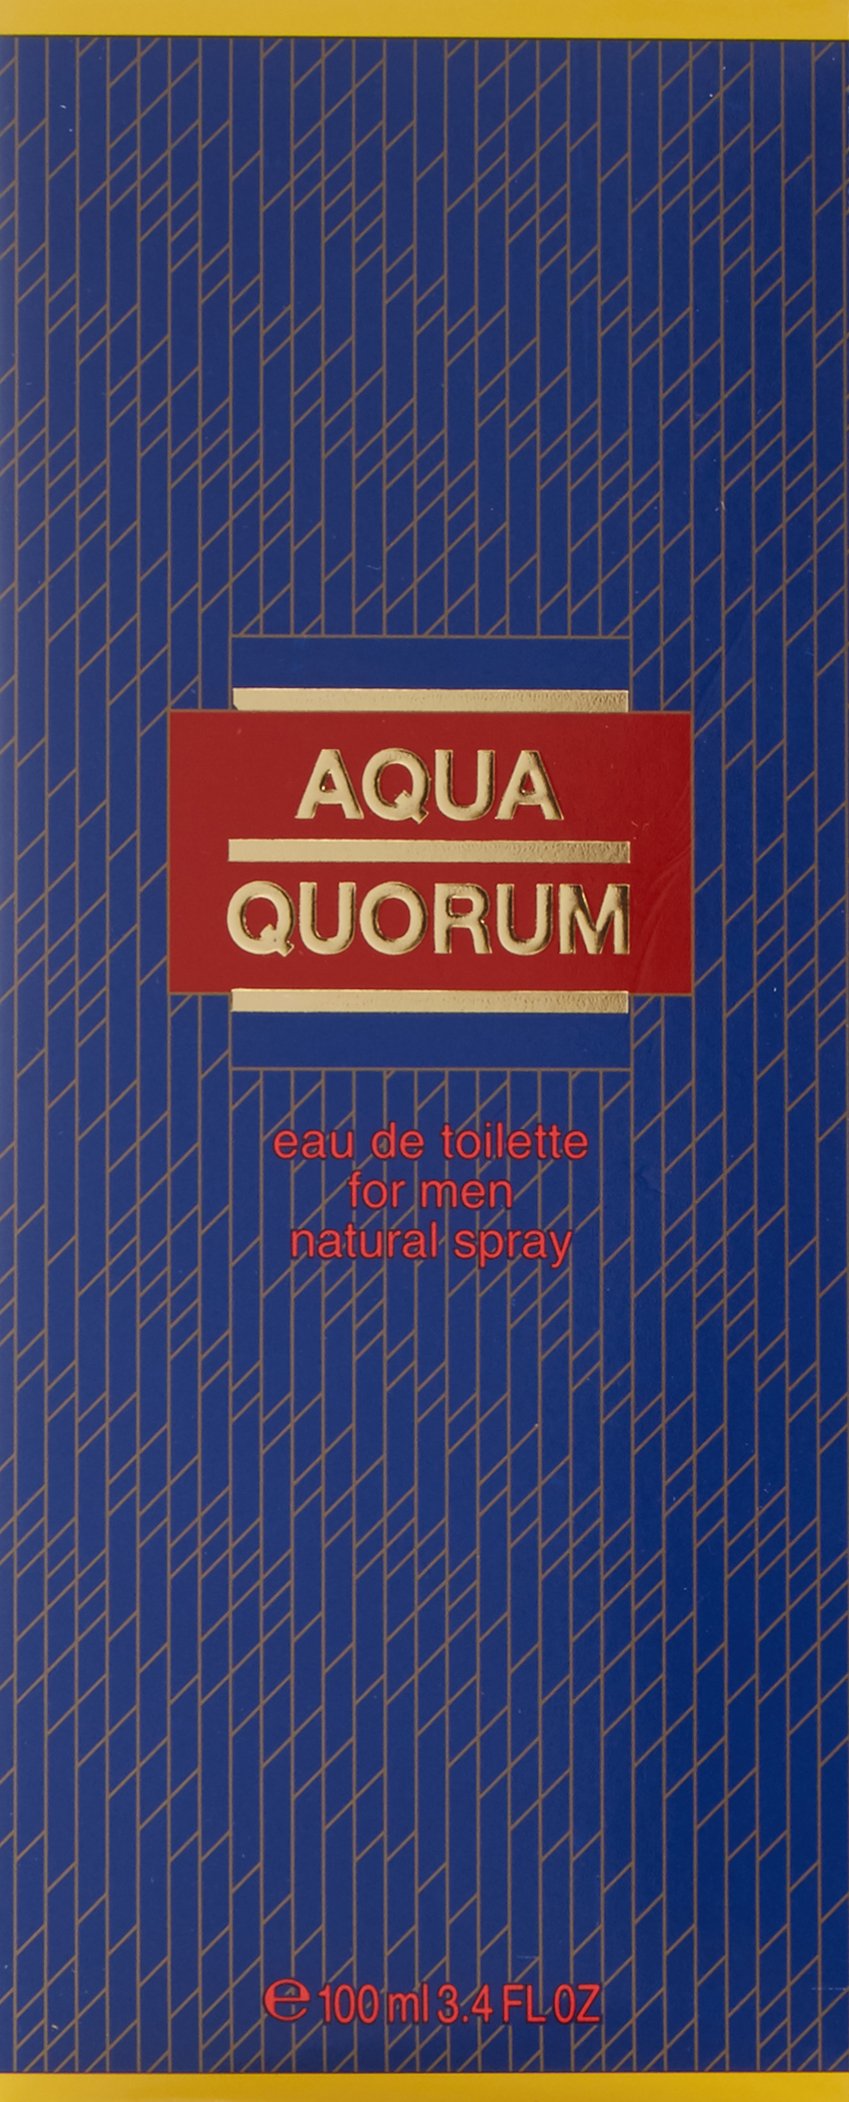 AQUA
QUORUM
eau de toilette
for men
natural spray
℮ 100 ml 3.4 FL OZ